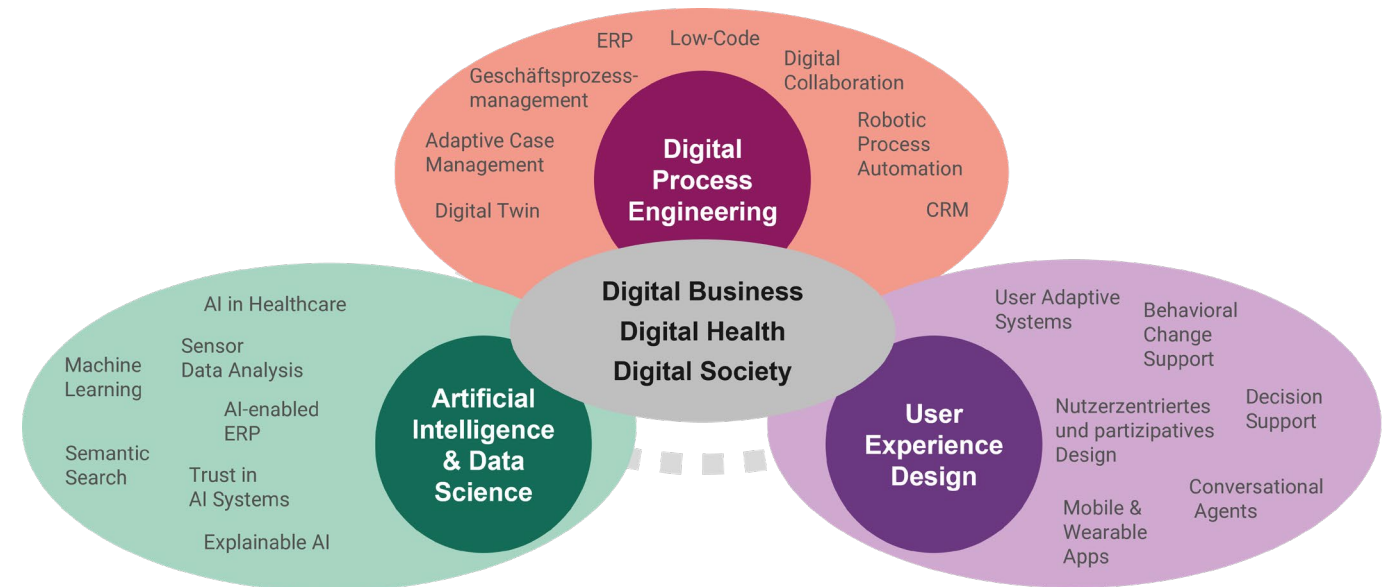 ERP
Low-Code
Digital
Collaboration
Geschäftsprozess-
management
Robotic
Process
Automation
Adaptive Case
Management
Digital Twin
CRM
Digital
Process
Engineering
Digital Business
Digital Health
Digital Society
AI in Healthcare
Sensor
Data Analysis
Machine
Learning
AI-enabled
ERP
Semantic
Search
Trust in
AI Systems
Explainable AI
Artificial
Intelligence
& Data
Science
User
Experience
Design
User Adaptive
Systems
Behavioral
Change
Support
Nutzerzentriertes
und partizipatives
Design
Decision
Support
Conversational
Agents
Mobile &
Wearable
Apps